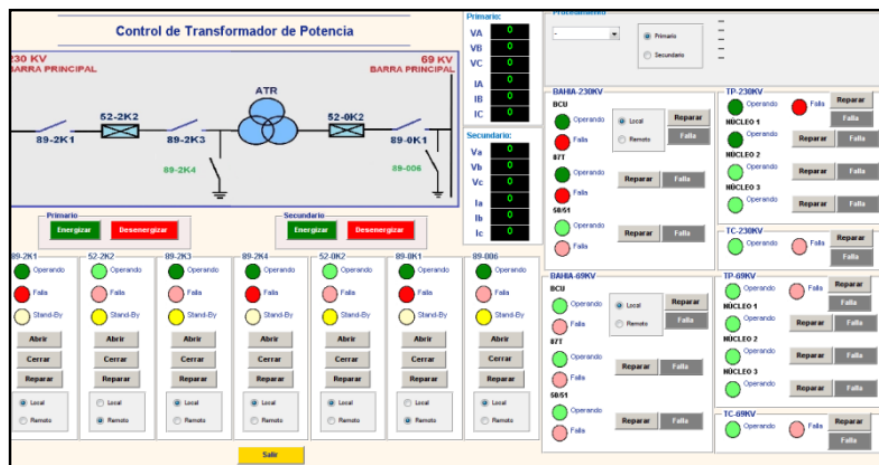 Control de Transformador de Potencia
230 KV
BARRA PRINCIPAL
69 KV
BARRA PRINCIPAL
ATR
52-2K2
52-0K2
89-2K1
89-2K3
89-0K1
89-2K4
89-006
Primario
Energizar
Desenergizar
Secundario
Energizar
Desenergizar
Primario:
VA 0
VB 0
VC 0
IA 0
IB 0
IC 0
Secundario:
Va 0
Vb 0
Vc 0
Ia 0
Ib 0
Ic 0
Procedimiento
-
Primario
Secundario
89-2K1
Operando
Falla
Stand-By
Abrir
Cerrar
Reparar
Local
Remoto
52-2K2
Operando
Falla
Stand-By
Abrir
Cerrar
Reparar
Local
Remoto
89-2K3
Operando
Falla
Stand-By
Abrir
Cerrar
Reparar
Local
Remoto
89-2K4
Operando
Falla
Stand-By
Abrir
Cerrar
Reparar
Local
Remoto
52-0K2
Operando
Falla
Stand-By
Abrir
Cerrar
Reparar
Local
Remoto
89-0K1
Operando
Falla
Stand-By
Abrir
Cerrar
Reparar
Local
Remoto
89-006
Operando
Falla
Stand-By
Abrir
Cerrar
Reparar
Local
Remoto
Salir
BAHIA-230KV
BCU
Operando
Falla
Local
Remoto
Reparar
Falla
87T
Operando
Falla
Reparar
Falla
50/51
Operando
Falla
Reparar
Falla
TP-230KV
Operando
Falla
Reparar
Falla
NÚCLEO 1
Operando
Reparar
Falla
NÚCLEO 2
Operando
Reparar
Falla
NÚCLEO 3
Operando
Reparar
Falla
TC-230KV
Operando
Falla
Reparar
Falla
BAHIA-69KV
BCU
Operando
Falla
Local
Remoto
Reparar
Falla
87T
Operando
Falla
Reparar
Falla
50/51
Operando
Falla
Reparar
Falla
TP-69KV
Operando
Falla
Reparar
Falla
NÚCLEO 1
Operando
Reparar
Falla
NÚCLEO 2
Operando
Reparar
Falla
NÚCLEO 3
Operando
Reparar
Falla
TC-69KV
Operando
Falla
Reparar
Falla